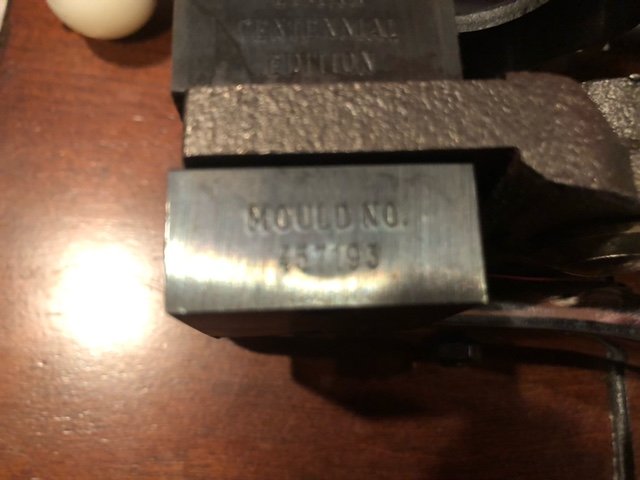 CENTENNIAL
EDITION
MOULD NO.
457193